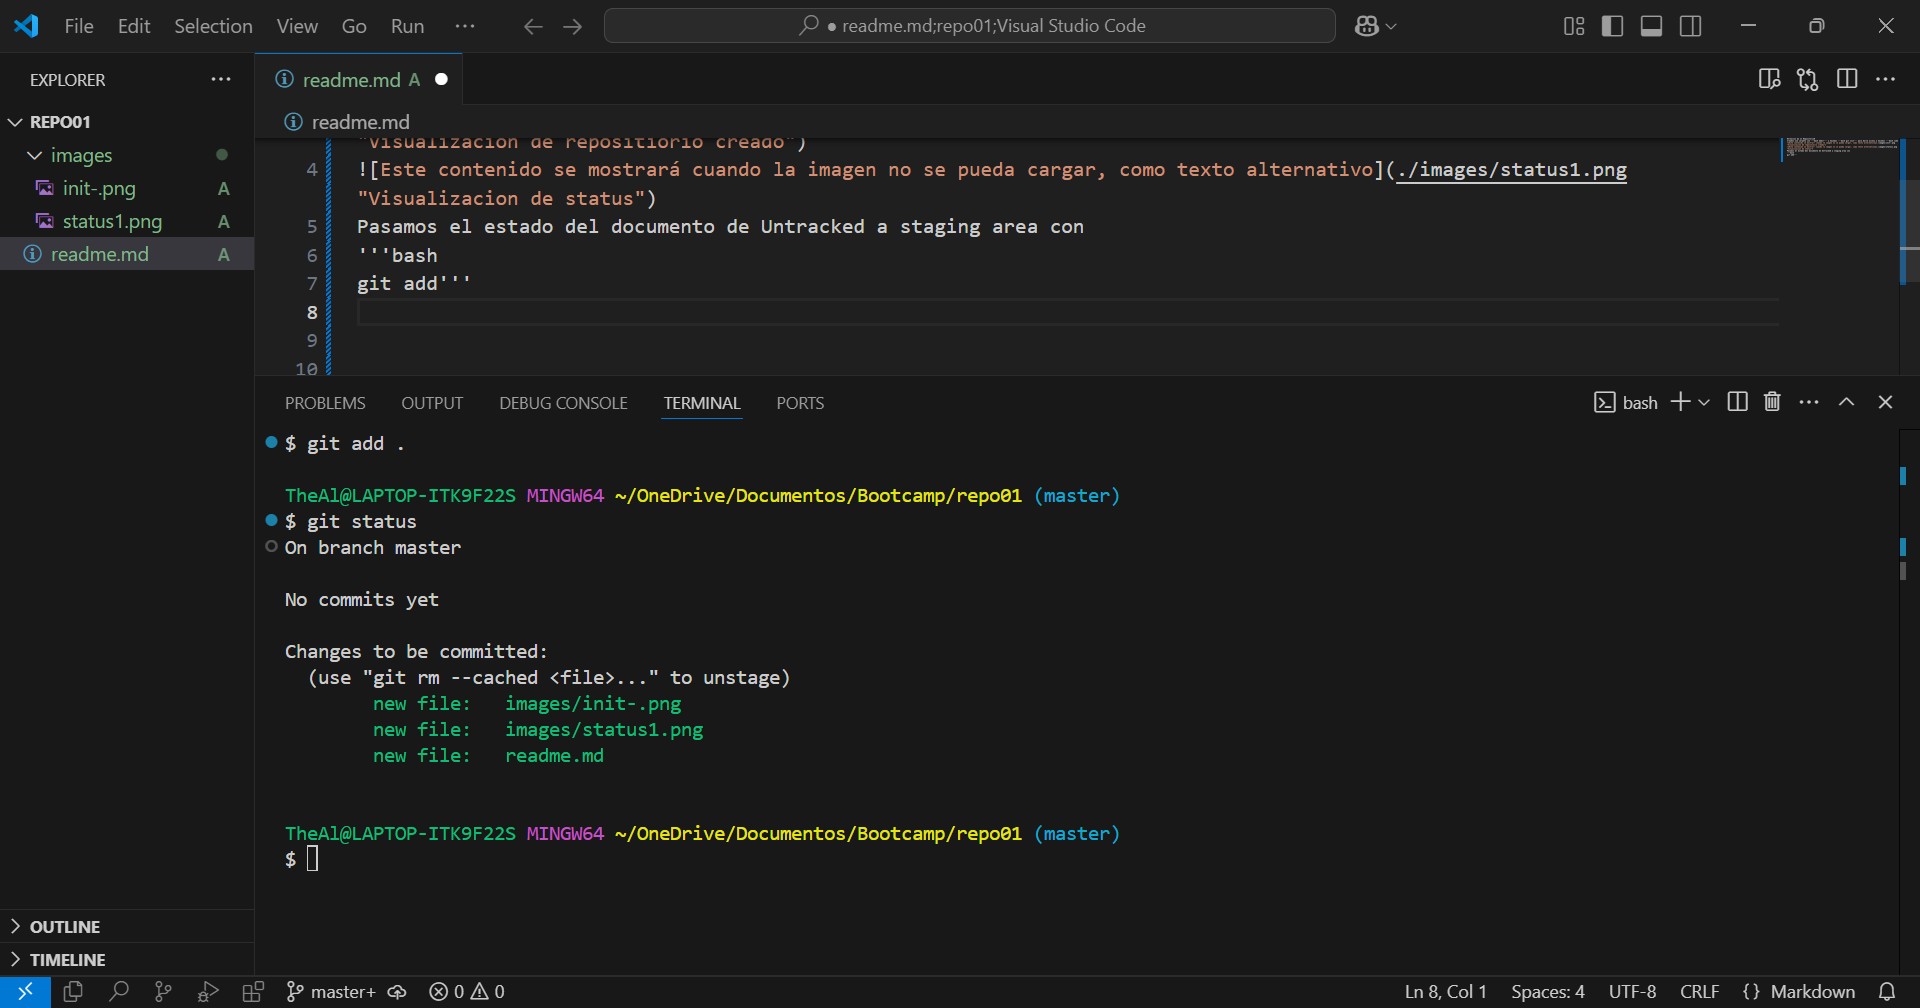 File Edit Selection View Go Run ···
● readme.md;repo01;Visual Studio Code
EXPLORER ···
readme.md A ●
REPO01
readme.md
images
init-.png A
status1.png A
readme.md A
"Visualizacion de repositiorio creado")
4 ![Este contenido se mostrará cuando la imagen no se pueda cargar, como texto alternativo](./images/status1.png
"Visualizacion de status")
5 Pasamos el estado del documento de Untracked a staging area con
6 '''bash
7 git add'''
8
9
10
PROBLEMS OUTPUT DEBUG CONSOLE TERMINAL PORTS
bash
$ git add .
TheAl@LAPTOP-ITK9F22S MINGW64 ~/OneDrive/Documentos/Bootcamp/repo01 (master)
$ git status
On branch master
No commits yet
Changes to be committed:
(use "git rm --cached <file>..." to unstage)
new file: images/init-.png
new file: images/status1.png
new file: readme.md
TheAl@LAPTOP-ITK9F22S MINGW64 ~/OneDrive/Documentos/Bootcamp/repo01 (master)
$
OUTLINE
TIMELINE
master+ 0 0 Ln 8, Col 1 Spaces: 4 UTF-8 CRLF {} Markdown